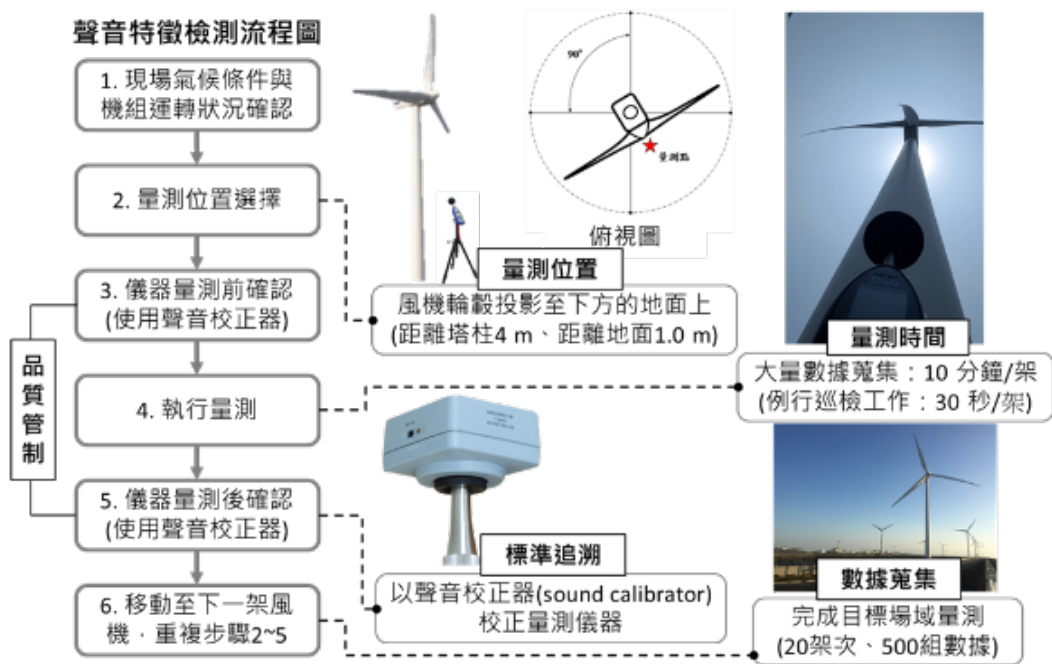 聲音特徵檢測流程圖
1. 現場氣候條件與
機組運轉狀況確認
2. 量測位置選擇
3. 儀器量測前確認
(使用聲音校正器)
4. 執行量測
5. 儀器量測後確認
(使用聲音校正器)
6. 移動至下一架風
機，重複步驟2~5
品質管制
90°
量測點
俯視圖
量測位置
風機輪轂投影至下方的地面上
(距離塔柱4 m、距離地面1.0 m)
量測時間
大量數據蒐集：10 分鐘/架
(例行巡檢工作：30 秒/架)
標準追溯
以聲音校正器(sound calibrator)
校正量測儀器
數據蒐集
完成目標場域量測
(20架次、500組數據)